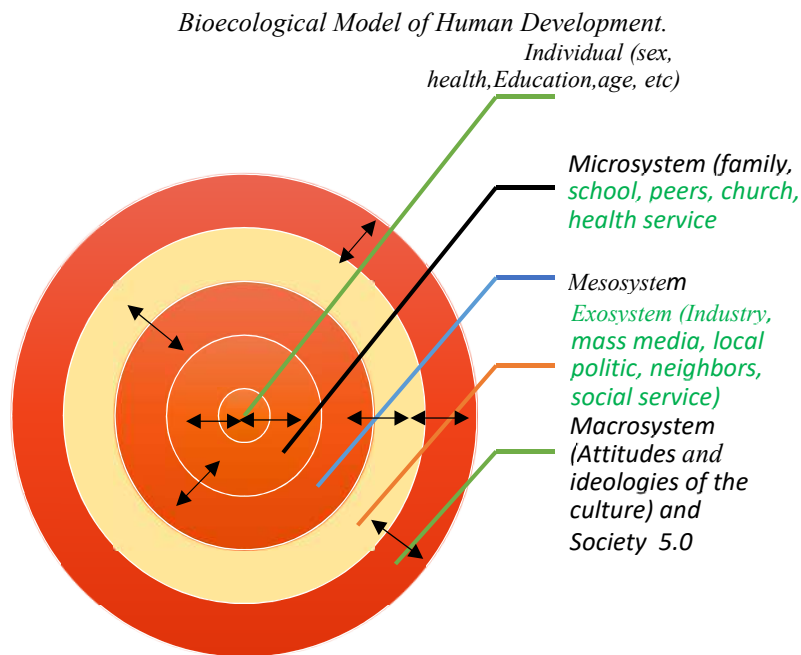 Bioecological Model of Human Development.
Individual (sex,
health,Education,age, etc)
Microsystem (family,
school, peers, church,
health service
Mesosystem
Exosystem (Industry,
mass media, local
politic, neighbors,
social service)
Macrosystem
(Attitudes and
ideologies of the
culture) and
Society 5.0